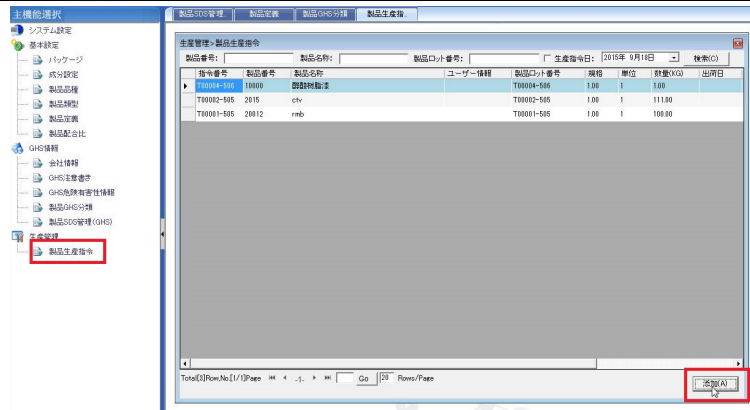 主機能選択
システム設定
基本設定
パッケージ
成分設定
製品品種
製品類型
製品定義
製品配合比
GHS情報
会社情報
GHS注意書き
GHS危険有害性情報
製品GHS分類
製品SDS管理(GHS)
生産管理
製品生産指令
製品SDS管理. 製品定義 製品GHS分類 製品生産指.
生産管理>製品生産指令
製品番号: 製品名称: 製品ロット番号: 生産指令日: 2015年 9月18日 検索(C)
指令番号 製品番号 製品名称 ユーザー情報 製品ロット番号 規格 単位 数量(KG) 出荷日
T00004-506 10000 醇酸樹脂漆 T00004-506 1.00 1 1.00
T00002-505 2015 ctv T00002-505 1.00 1 111.00
T00001-505 20012 rmb T00001-505 1.00 1 100.00
Total[3]Row,No.[1/1]Page .1. Go 20 Rows/Page
添加(A)